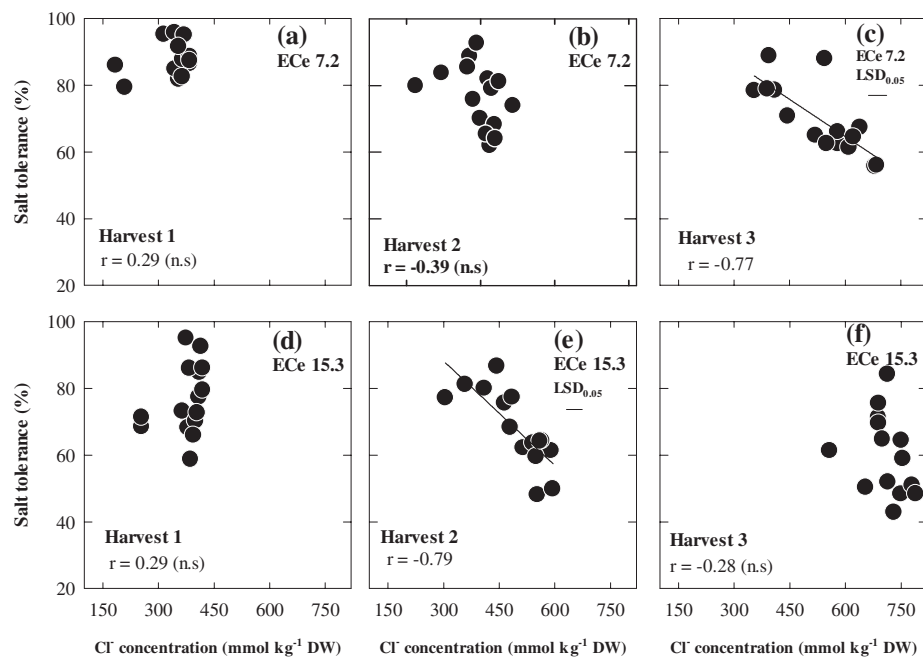 100
80
60
40
20
Salt tolerance (%)
(a)
ECe 7.2
Harvest 1
r = 0.29 (n.s)
(b)
ECe 7.2
Harvest 2
r = -0.39 (n.s)
(c)
ECe 7.2
LSD0.05
Harvest 3
r = -0.77
100
80
60
40
20
Salt tolerance (%)
(d)
ECe 15.3
Harvest 1
r = 0.29 (n.s)
(e)
ECe 15.3
LSD0.05
Harvest 2
r = -0.79
(f)
ECe 15.3
Harvest 3
r = -0.28 (n.s)
150 300 450 600 750
150 300 450 600 750
150 300 450 600 750
Cl- concentration (mmol kg-1 DW)
Cl- concentration (mmol kg-1 DW)
Cl- concentration (mmol kg-1 DW)